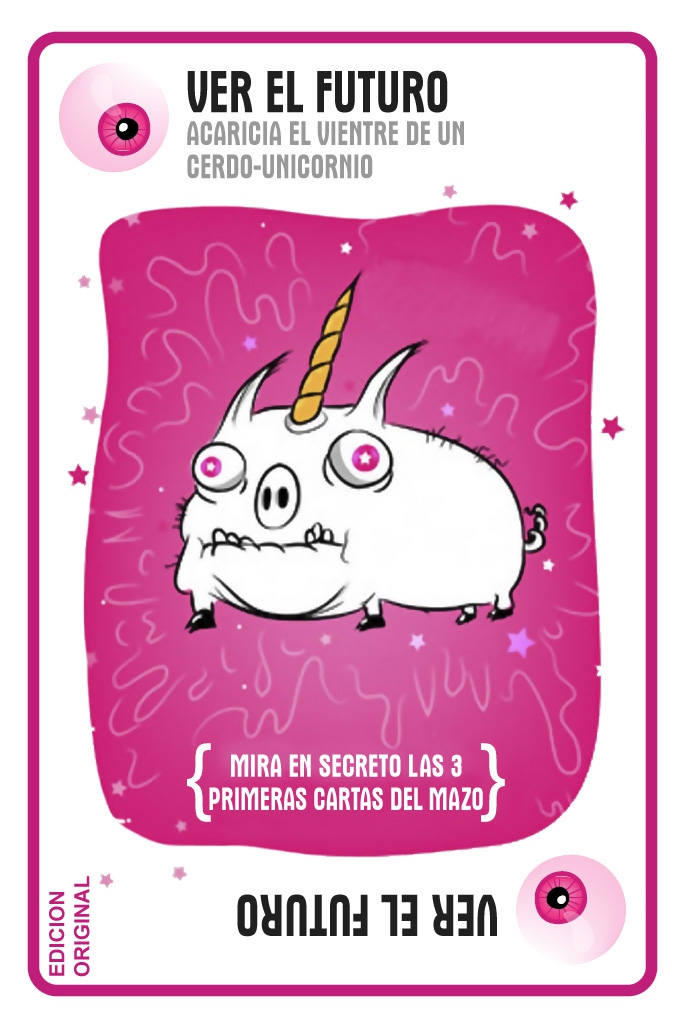 VER EL FUTURO
ACARICIA EL VIENTRE DE UN
CERDO-UNICORNIO
{ MIRA EN SECRETO LAS 3
PRIMERAS CARTAS DEL MAZO }
EDICION
ORIGINAL
VER EL FUTURO